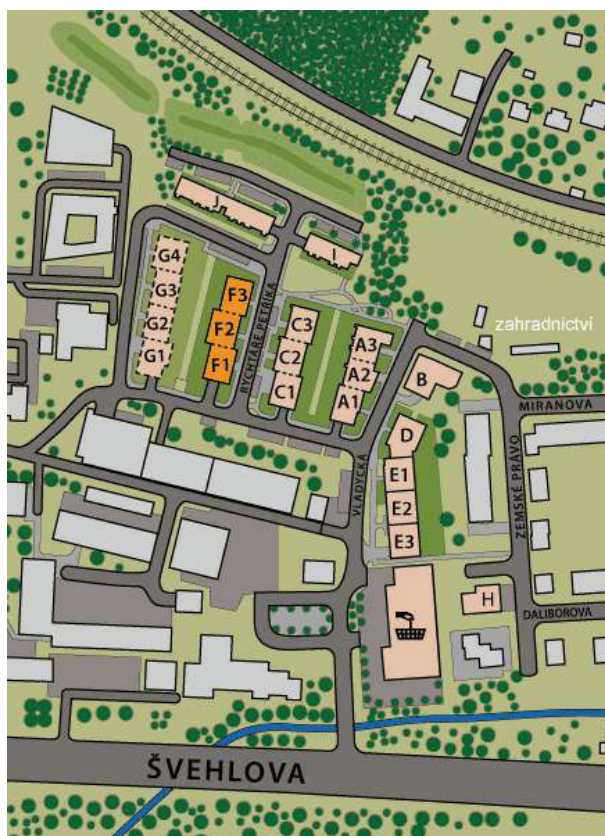 J
I
G4
G3
G2
G1
F3
F2
F1
RYCHTÁŘE PETŘÍKA
C3
C2
C1
A3
A2
A1
zahradnictví
B
MIRANOVA
D
E1
E2
E3
VLADYCKÁ
ZEMSKÉ PRÁVO
H
DALIBOROVA
ŠVEHLOVA